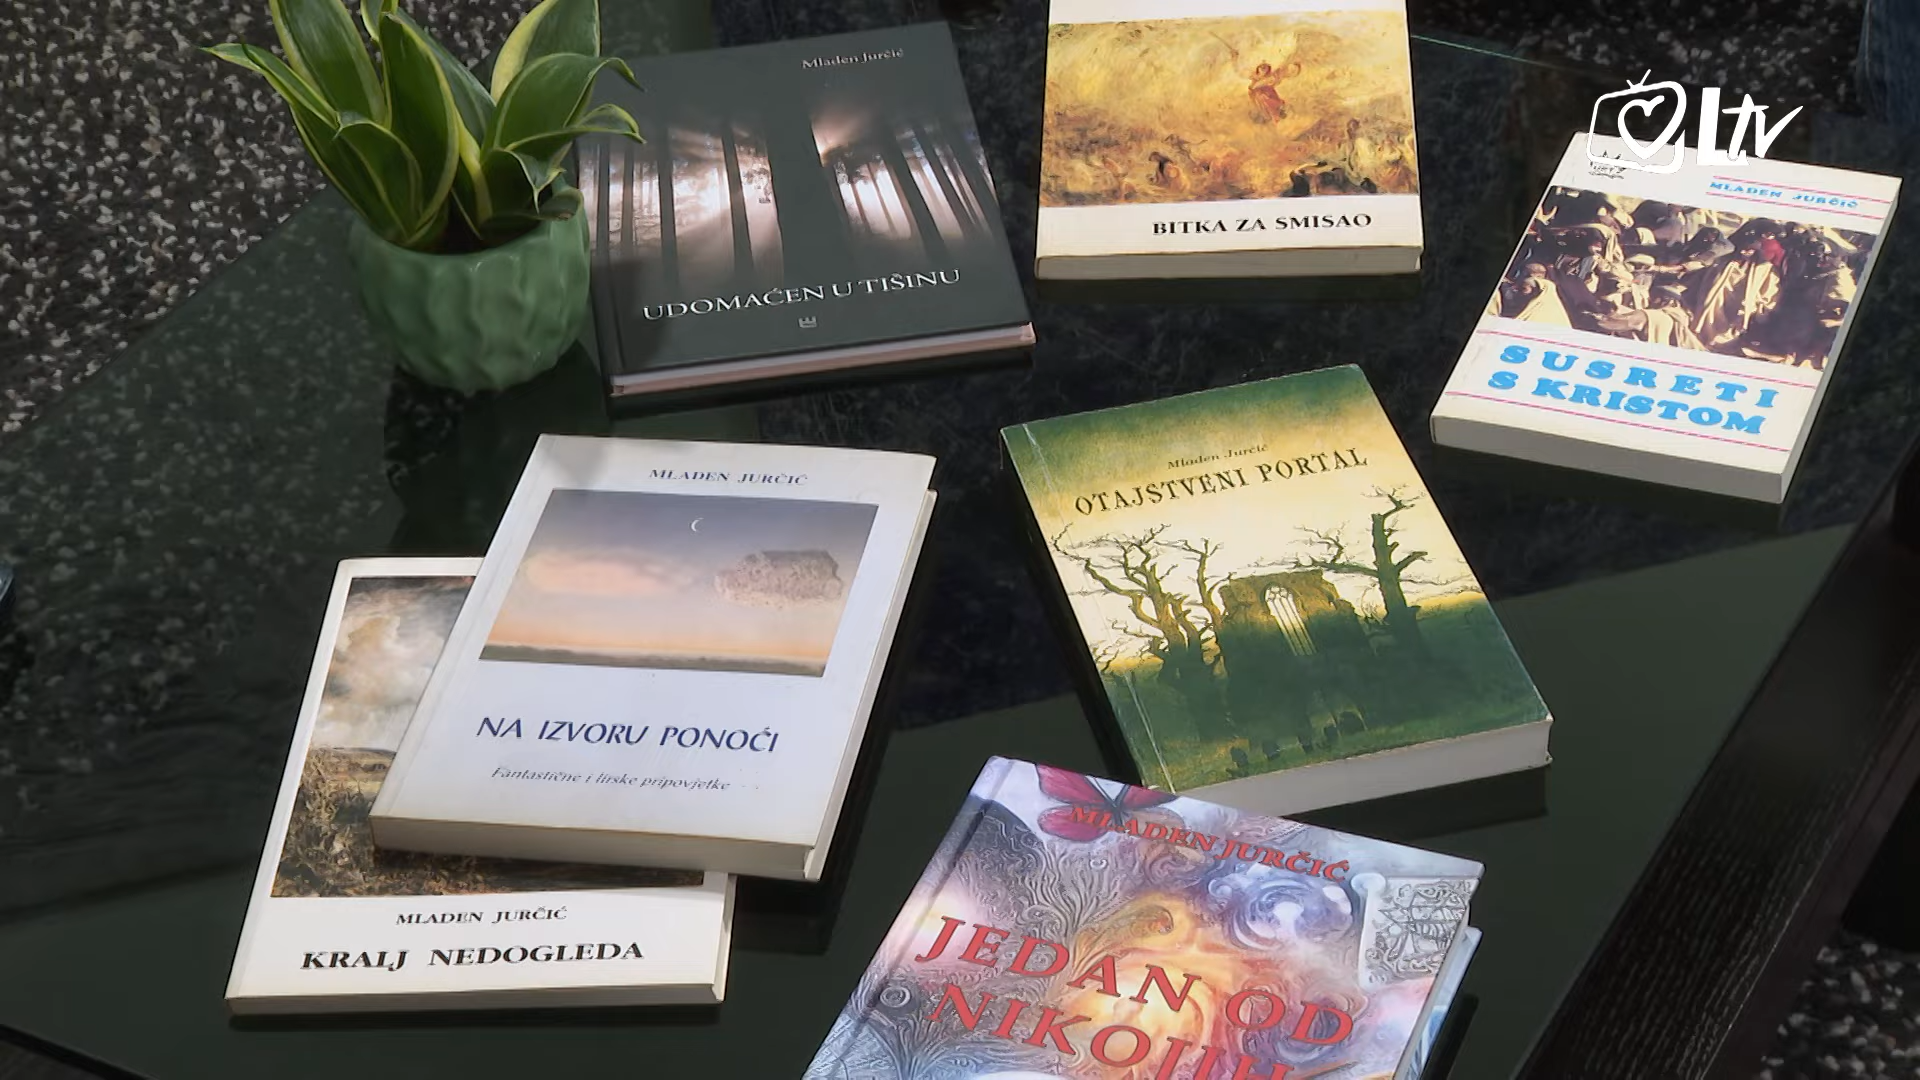 Mladen Jurčić
UDOMAĆEN U TIŠINU
BITKA ZA SMISAO
Ltv
MLADEN JURČIĆ
SUSRETI
S KRISTOM
MLADEN JURČIĆ
NA IZVORU PONOĆI
Fantastične i lirske pripovjetke
Mladen Jurčić
OTAJSTVENI PORTAL
MLADEN JURČIĆ
KRALJ NEDOGLEDA
MLADEN JURČIĆ
JEDAN OD
NIKOJIH